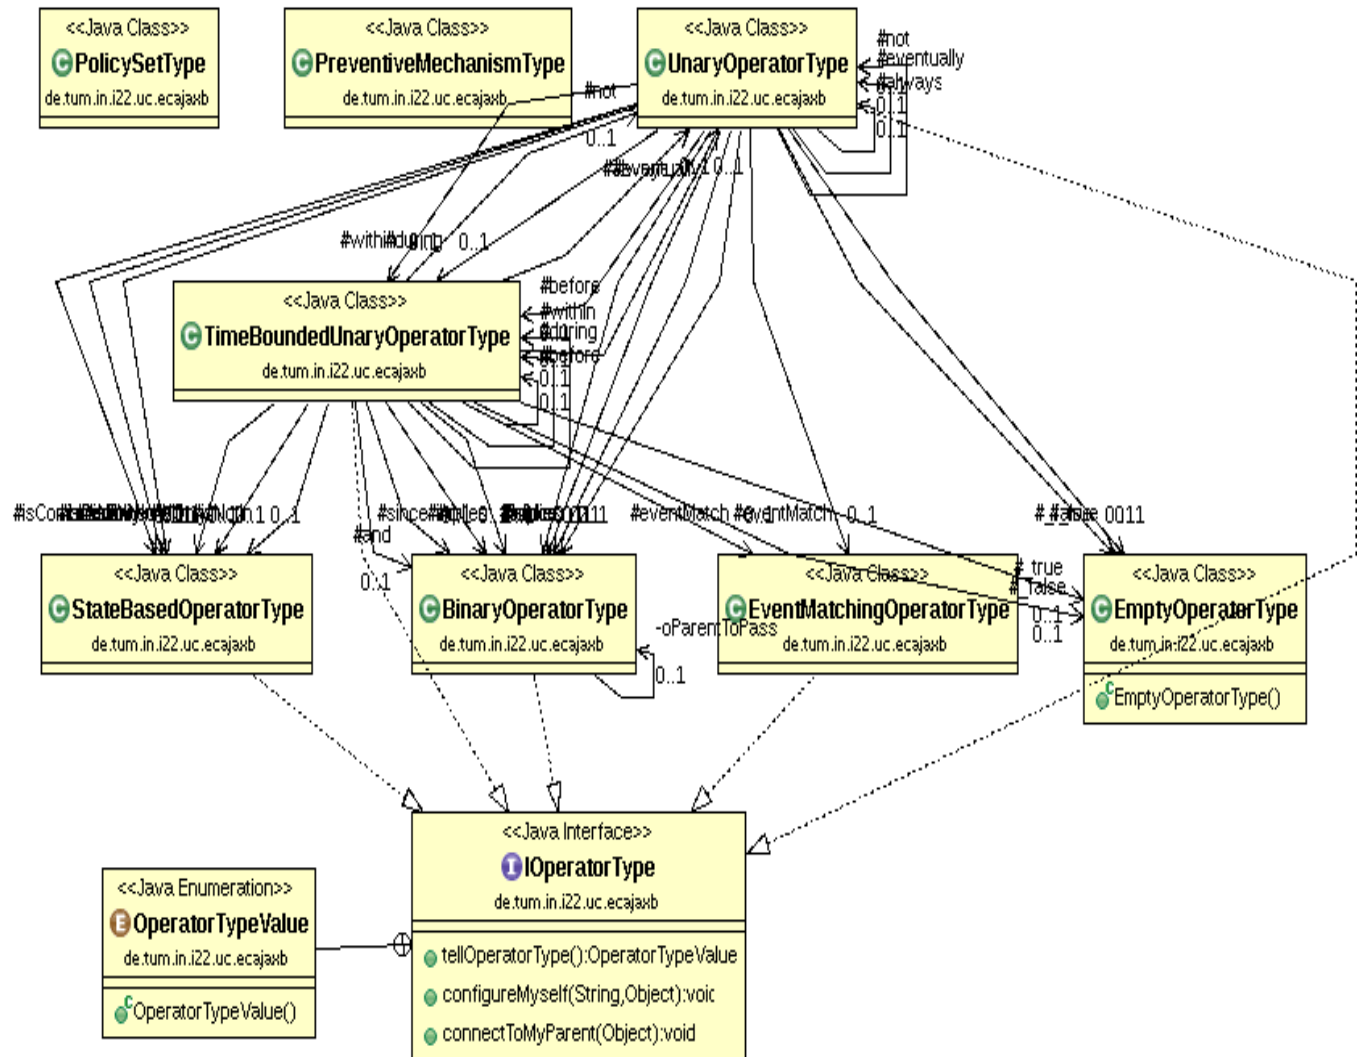 <<Java Class>>
PolicySetType
de.tum.in.i22.uc.ecajaxb
<<Java Class>>
PreventiveMechanismType
de.tum.in.i22.uc.ecajaxb
<<Java Class>>
UnaryOperatorType
de.tum.in.i22.uc.ecajaxb
#not
#eventually
#always
0..1
0..1
#not
0..1
0..1
0..1
#before
#within
#during
#before
0..1
0..1
<<Java Class>>
TimeBoundedUnaryOperatorType
de.tum.in.i22.uc.ecajaxb
0..1
#and
0..1
#eventMatch
#eventMatch
0..1
#_true
#_false
0..1
0..1
<<Java Class>>
StateBasedOperatorType
de.tum.in.i22.uc.ecajaxb
<<Java Class>>
BinaryOperatorType
de.tum.in.i22.uc.ecajaxb
-oParentToPass
0..1
<<Java Class>>
EventMatchingOperatorType
de.tum.in.i22.uc.ecajaxb
<<Java Class>>
EmptyOperatorType
de.tum.in.i22.uc.ecajaxb
EmptyOperatorType()
<<Java Interface>>
IOperatorType
de.tum.in.i22.uc.ecajaxb
tellOperatorType():OperatorTypeValue
configureMyself(String,Object):void
connectToMyParent(Object):void
<<Java Enumeration>>
OperatorTypeValue
de.tum.in.i22.uc.ecajaxb
OperatorTypeValue()